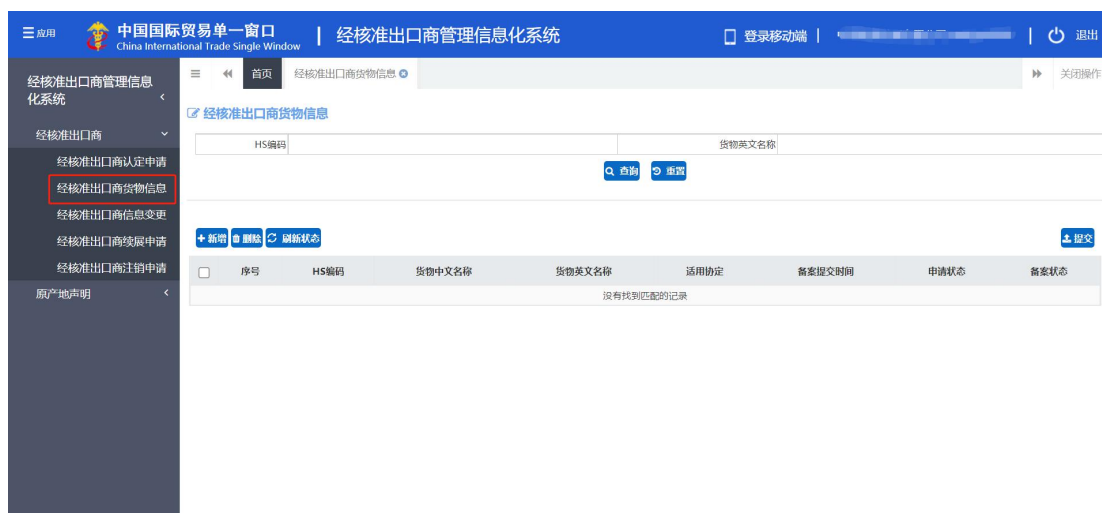 应用
中国国际贸易单一窗口
China International Trade Single Window
经核准出口商管理信息化系统
登录移动端
退出
经核准出口商管理信息
化系统
经核准出口商
经核准出口商认定申请
经核准出口商货物信息
经核准出口商信息变更
经核准出口商续展申请
经核准出口商注销申请
原产地声明
首页
经核准出口商货物信息
关闭操作
经核准出口商货物信息
HS编码
货物英文名称
查询
重置
新增
删除
刷新状态
提交
序号 HS编码 货物中文名称 货物英文名称 适用协定 备案提交时间 申请状态 备案状态
没有找到匹配的记录